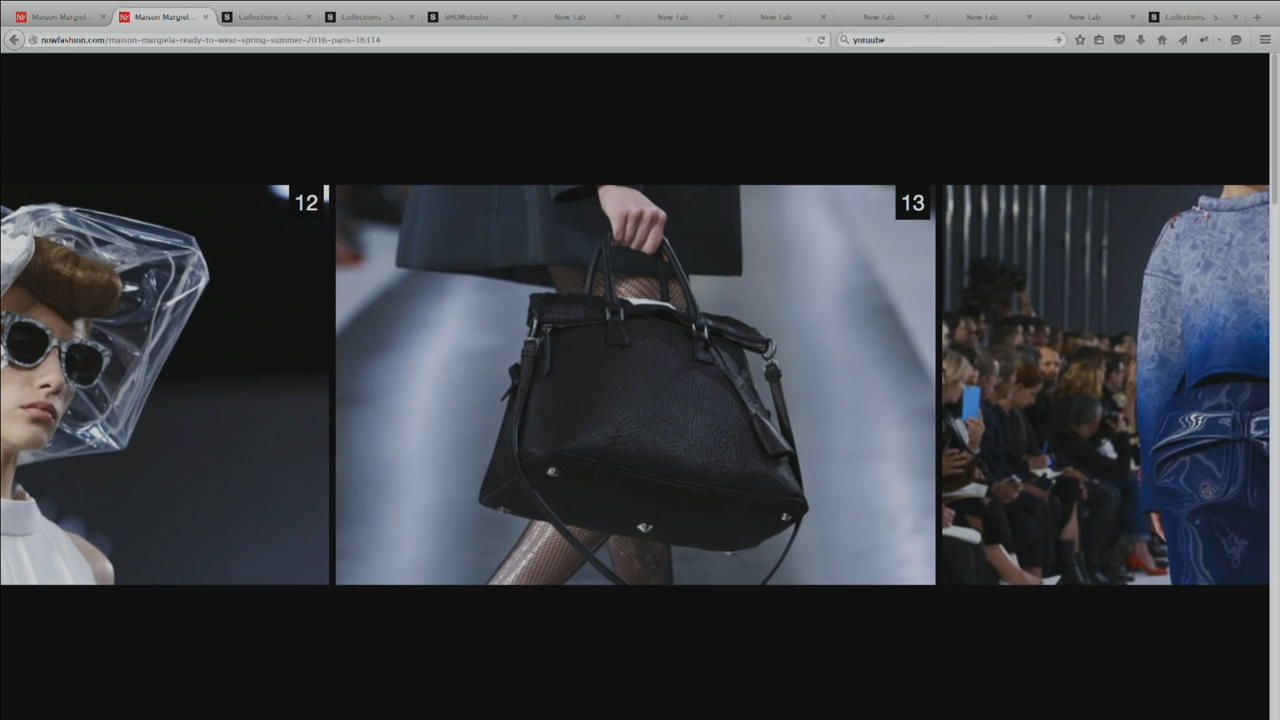 Maison Margiel...
Maison Margiel...
Collections - S...
Collections - S...
SHOWstudio - ...
New Tab
New Tab
New Tab
New Tab
New Tab
New Tab
Collections - S...
nowfashion.com/maison-margiela-ready-to-wear-spring-summer-2016-paris-16314
yotuube
12
13